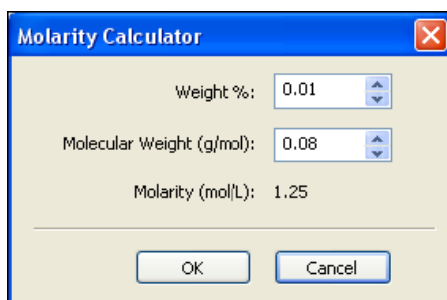 Molarity Calculator
Weight %: 0.01
Molecular Weight (g/mol): 0.08
Molarity (mol/L): 1.25
OK Cancel